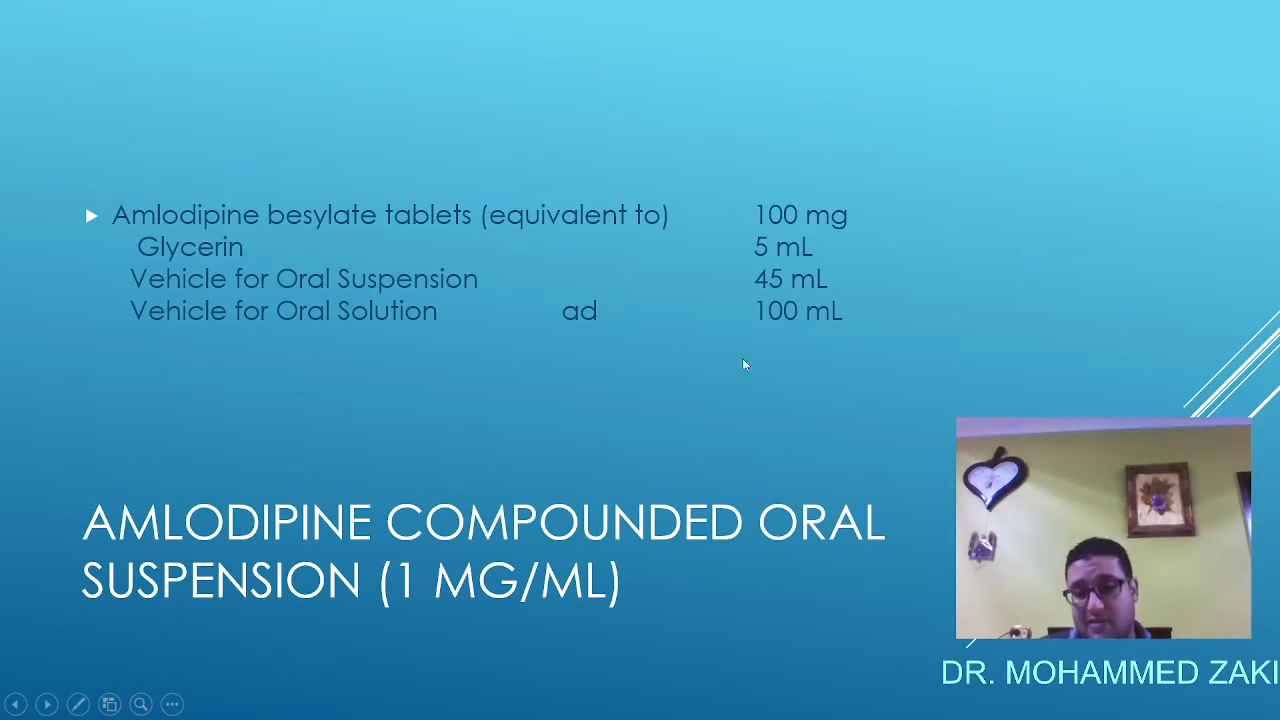 Amlodipine besylate tablets (equivalent to) 100 mg
Glycerin 5 mL
Vehicle for Oral Suspension 45 mL
Vehicle for Oral Solution ad 100 mL
AMLODIPINE COMPOUNDED ORAL
SUSPENSION (1 MG/ML)
DR. MOHAMMED ZAKI